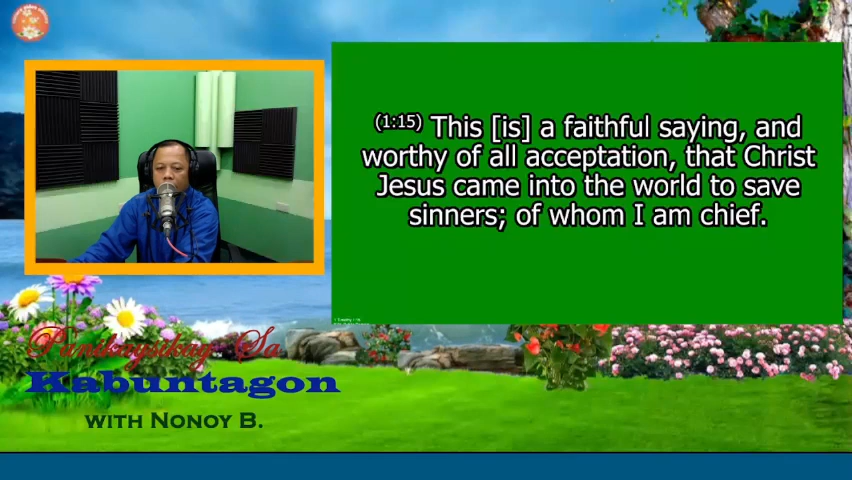 (1:15) This [is] a faithful saying, and
worthy of all acceptation, that Christ
Jesus came into the world to save
sinners; of whom I am chief.
Panikaysikay Sa
Kabuntagon
WITH NONOY B.